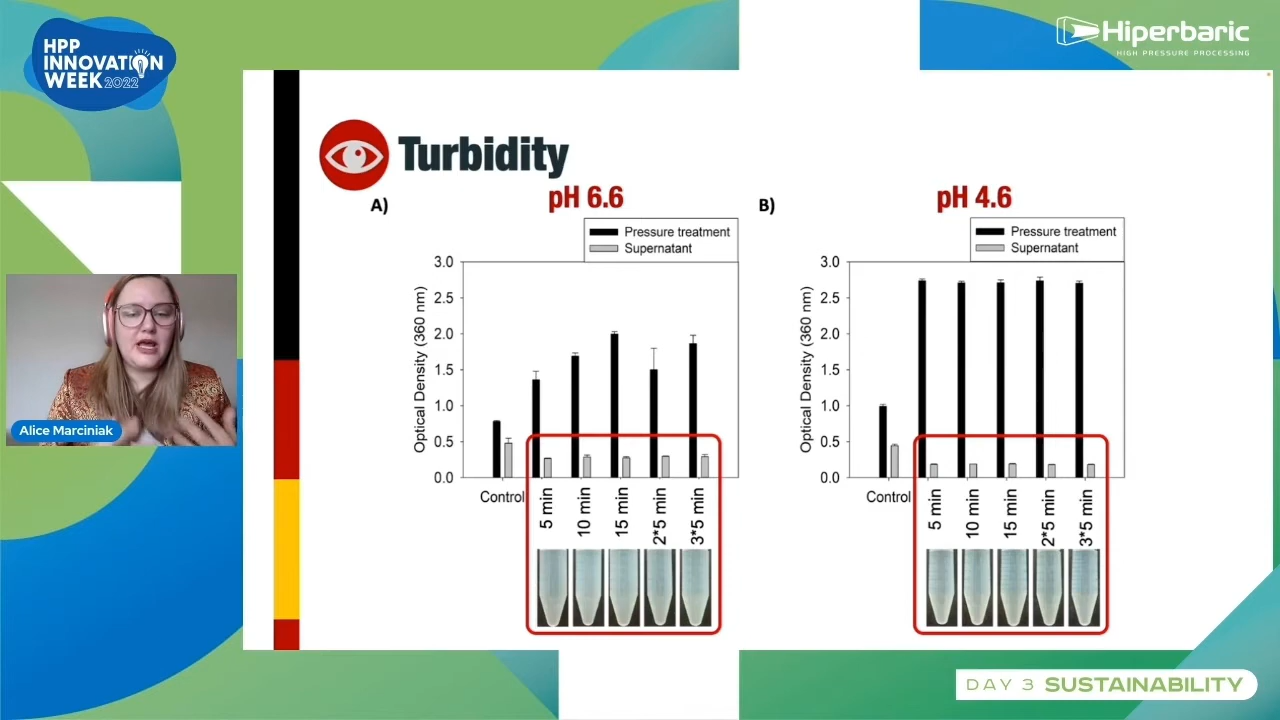 HPP
INNOVATION
WEEK 2022
Hiperbaric
HIGH PRESSURE PROCESSING
Turbidity
A)
pH 6.6
Pressure treatment
Supernatant
Optical Density (360 nm)
3.0
2.5
2.0
1.5
1.0
0.5
0.0
Control
5 min
10 min
15 min
2*5 min
3*5 min
B)
pH 4.6
Pressure treatment
Supernatant
Optical Density (360 nm)
3.0
2.5
2.0
1.5
1.0
0.5
0.0
Control
5 min
10 min
15 min
2*5 min
3*5 min
Alice Marciniak
DAY 3 SUSTAINABILITY